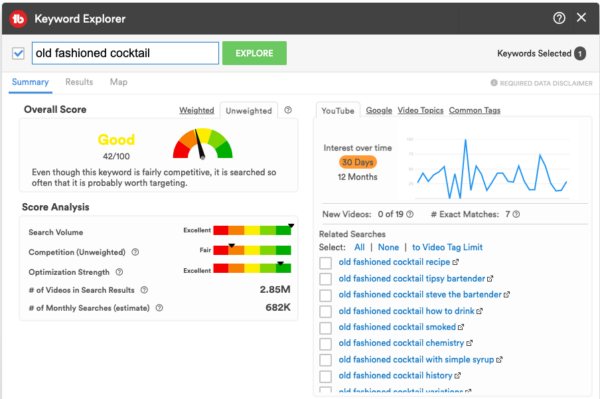 tb Keyword Explorer
old fashioned cocktail EXPLORE Keywords Selected 1
Summary Results Map REQUIRED DATA DISCLAIMER
Overall Score Weighted Unweighted
Good
42/100
Even though this keyword is fairly competitive, it is searched so
often that it is probably worth targeting.
Score Analysis
Search Volume Excellent
Competition (Unweighted) Fair
Optimization Strength Excellent
# of Videos in Search Results 2.85M
# of Monthly Searches (estimate) 682K
YouTube Google Video Topics Common Tags
Interest over time
30 Days
12 Months
100
75
50
25
New Videos: 0 of 19 # Exact Matches: 7
Related Searches
Select: All | None | to Video Tag Limit
old fashioned cocktail recipe
old fashioned cocktail tipsy bartender
old fashioned cocktail steve the bartender
old fashioned cocktail how to drink
old fashioned cocktail smoked
old fashioned cocktail chemistry
old fashioned cocktail with simple syrup
old fashioned cocktail history
old fashioned cocktail variations